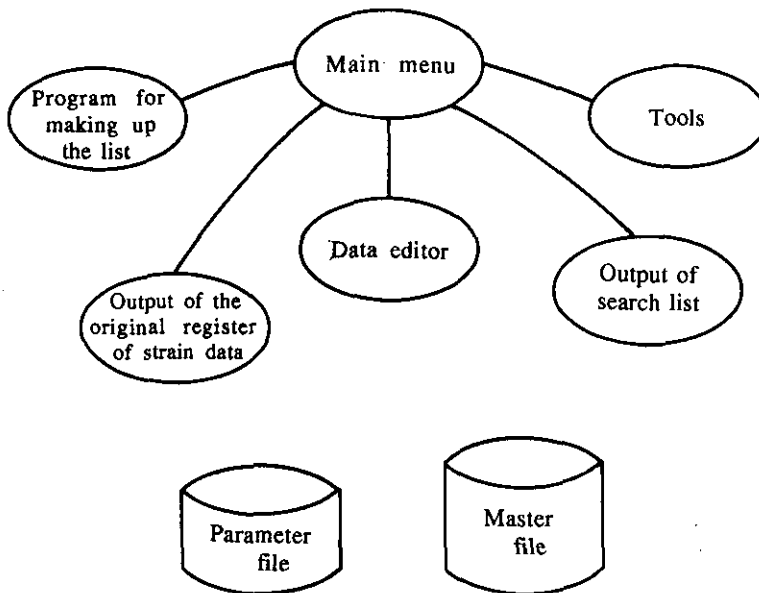 Main menu
Program for
making up
the list
Tools
Data editor
Output of
search list
Output of the
original register
of strain data
Parameter
file
Master
file